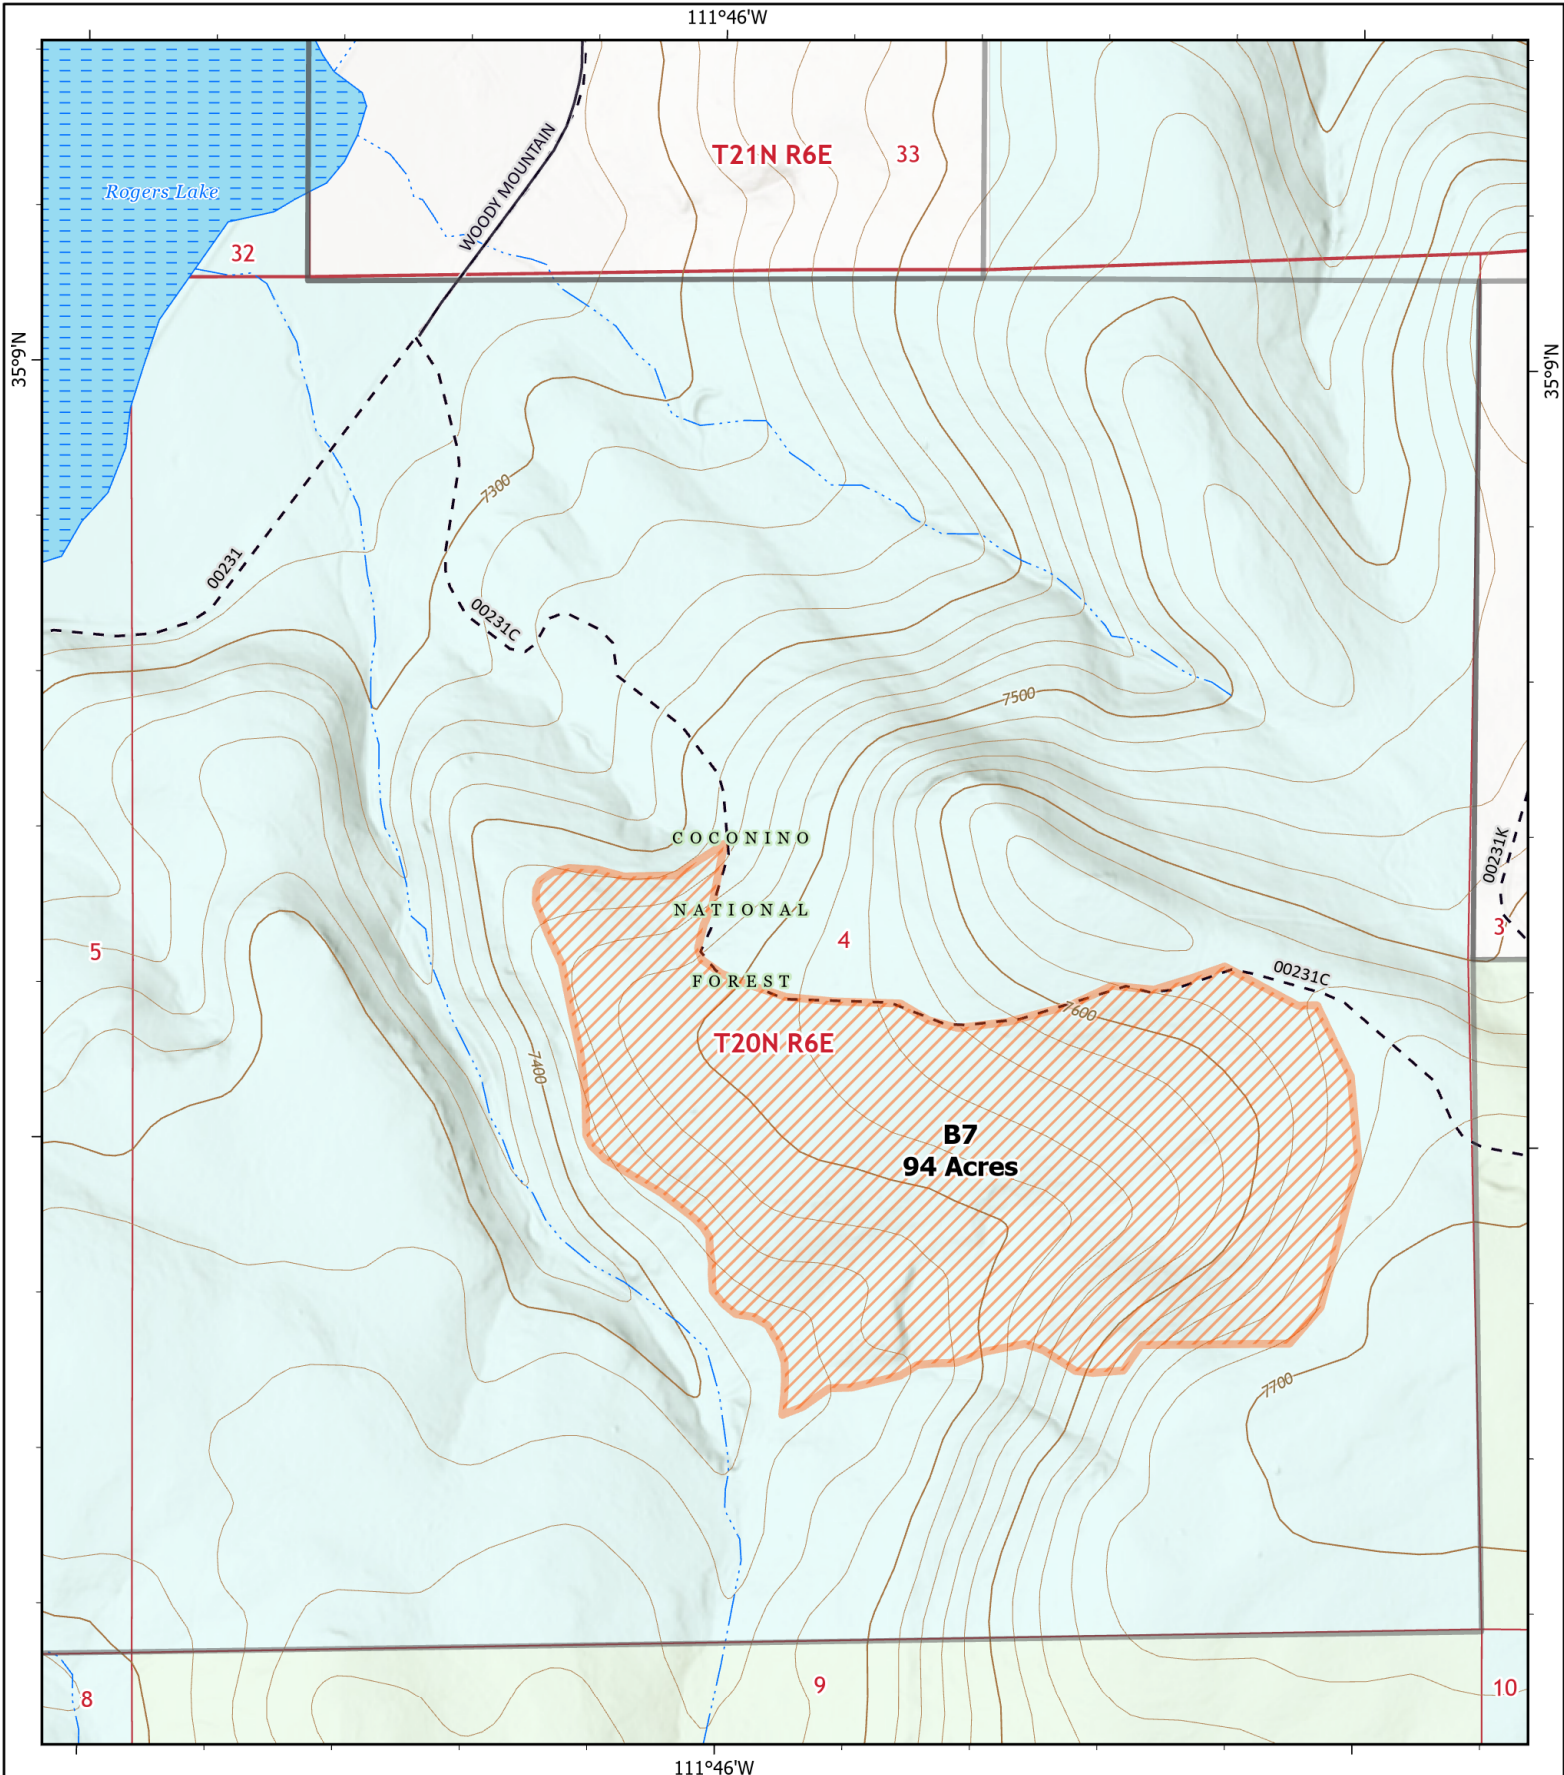 111°46'W
T21N R6E
33
WOODY MOUNTAIN
Rogers Lake
32
35°9'N
35°9'N
7300
00231
00231C
7500
COCONINO
NATIONAL
FOREST
00231K
3
4
5
00231C
7600
T20N R6E
7400
B7
94 Acres
7700
8
9
10
111°46'W